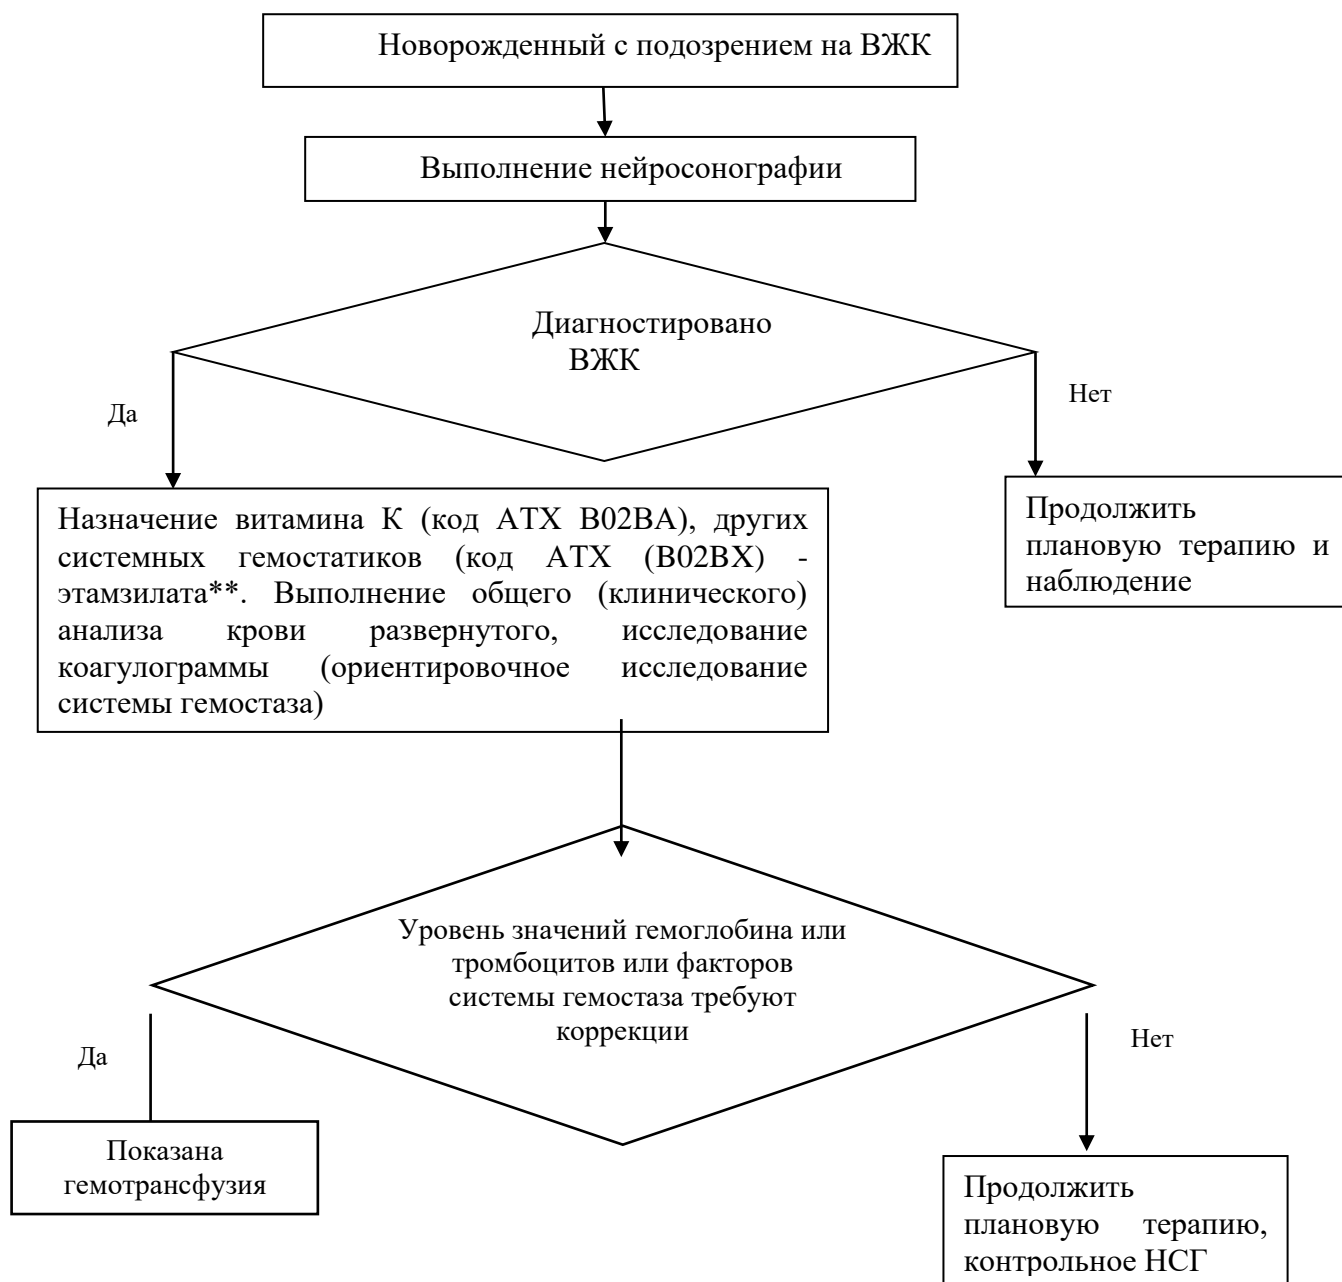 Новорожденный с подозрением на ВЖК
Выполнение нейросонографии
Диагностировано
ВЖК
Да
Нет
Назначение витамина К (код АТХ B02BA), других
системных гемостатиков (код АТХ (B02BX) -
этамзилата**. Выполнение общего (клинического)
анализа крови развернутого, исследование
коагулограммы (ориентировочное исследование
системы гемостаза)
Продолжить
плановую терапию и
наблюдение
Уровень значений гемоглобина или
тромбоцитов или факторов
системы гемостаза требуют
коррекции
Да
Нет
Показана
гемотрансфузия
Продолжить
плановую терапию,
контрольное НСГ